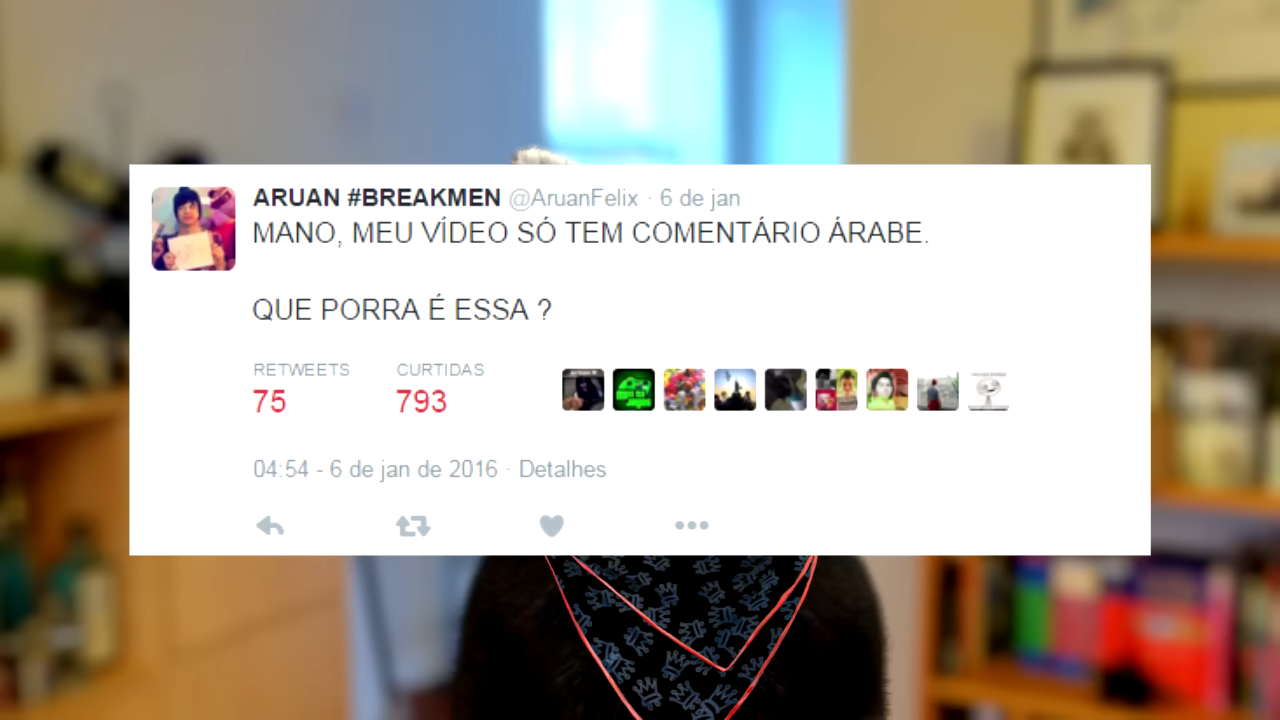 ARUAN #BREAKMEN @AruanFelix · 6 de jan
MANO, MEU VÍDEO SÓ TEM COMENTÁRIO ÁRABE.
QUE PORRA É ESSA ?
RETWEETS CURTIDAS
75 793
04:54 - 6 de jan de 2016 · Detalhes